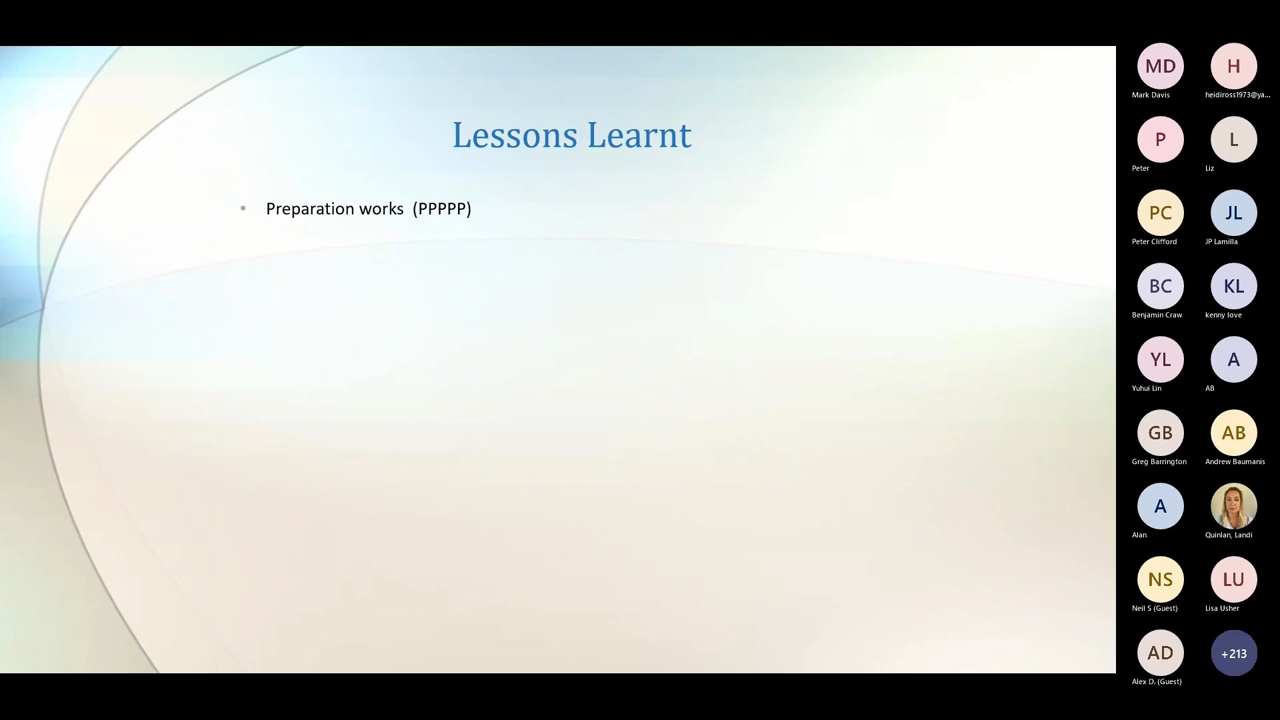 Lessons Learnt
• Preparation works (PPPPP)
MD
Mark Davis
H
heidiross1973@ya...
P
Peter
L
Liz
PC
Peter Clifford
JL
JP Lamilla
BC
Benjamin Craw
KL
kenny love
YL
Yuhui Lin
A
AB
GB
Greg Barrington
AB
Andrew Baumanis
A
Alan
Quinlan, Landi
NS
Neil S (Guest)
LU
Lisa Usher
AD
Alex D. (Guest)
+213